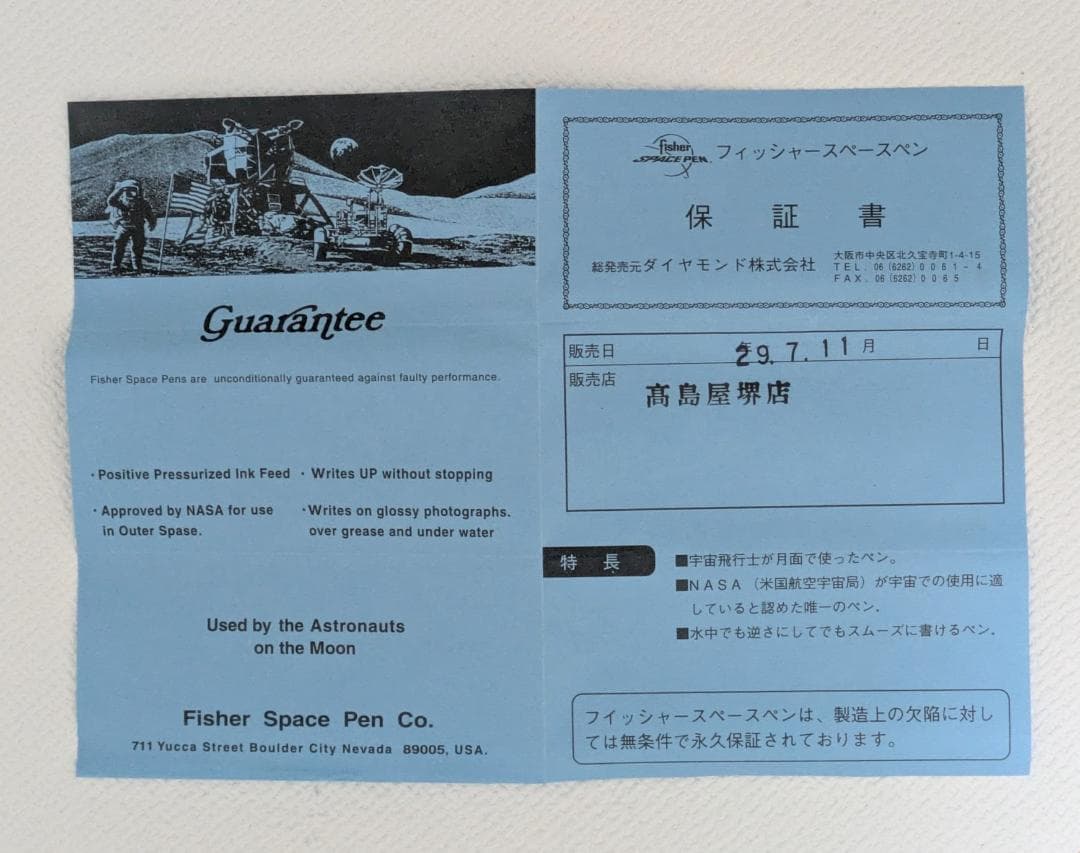 Guarantee
Fisher Space Pens are unconditionally guaranteed against faulty performance.
・Positive Pressurized Ink Feed ・Writes UP without stopping
・Approved by NASA for use ・Writes on glossy photographs.
in Outer Spase. over grease and under water
Used by the Astronauts
on the Moon
Fisher Space Pen Co.
711 Yucca Street Boulder City Nevada 89005, USA.
fisher
SPACE PEN フィッシャースペースペン
保証書
総発売元ダイヤモンド株式会社
大阪市中央区北久宝寺町1-4-15
TEL. 06 (6262) 0061-4
FAX. 06 (6262) 0065
販売日 年 29.7.11 月 日
販売店
髙島屋堺店
特長
■宇宙飛行士が月面で使ったペン。
■NASA（米国航空宇宙局）が宇宙での使用に適
していると認めた唯一のペン.
■水中でも逆さにしてでもスムーズに書けるペン.
フイッシャースペースペンは、製造上の欠陥に対し
ては無条件で永久保証されております。